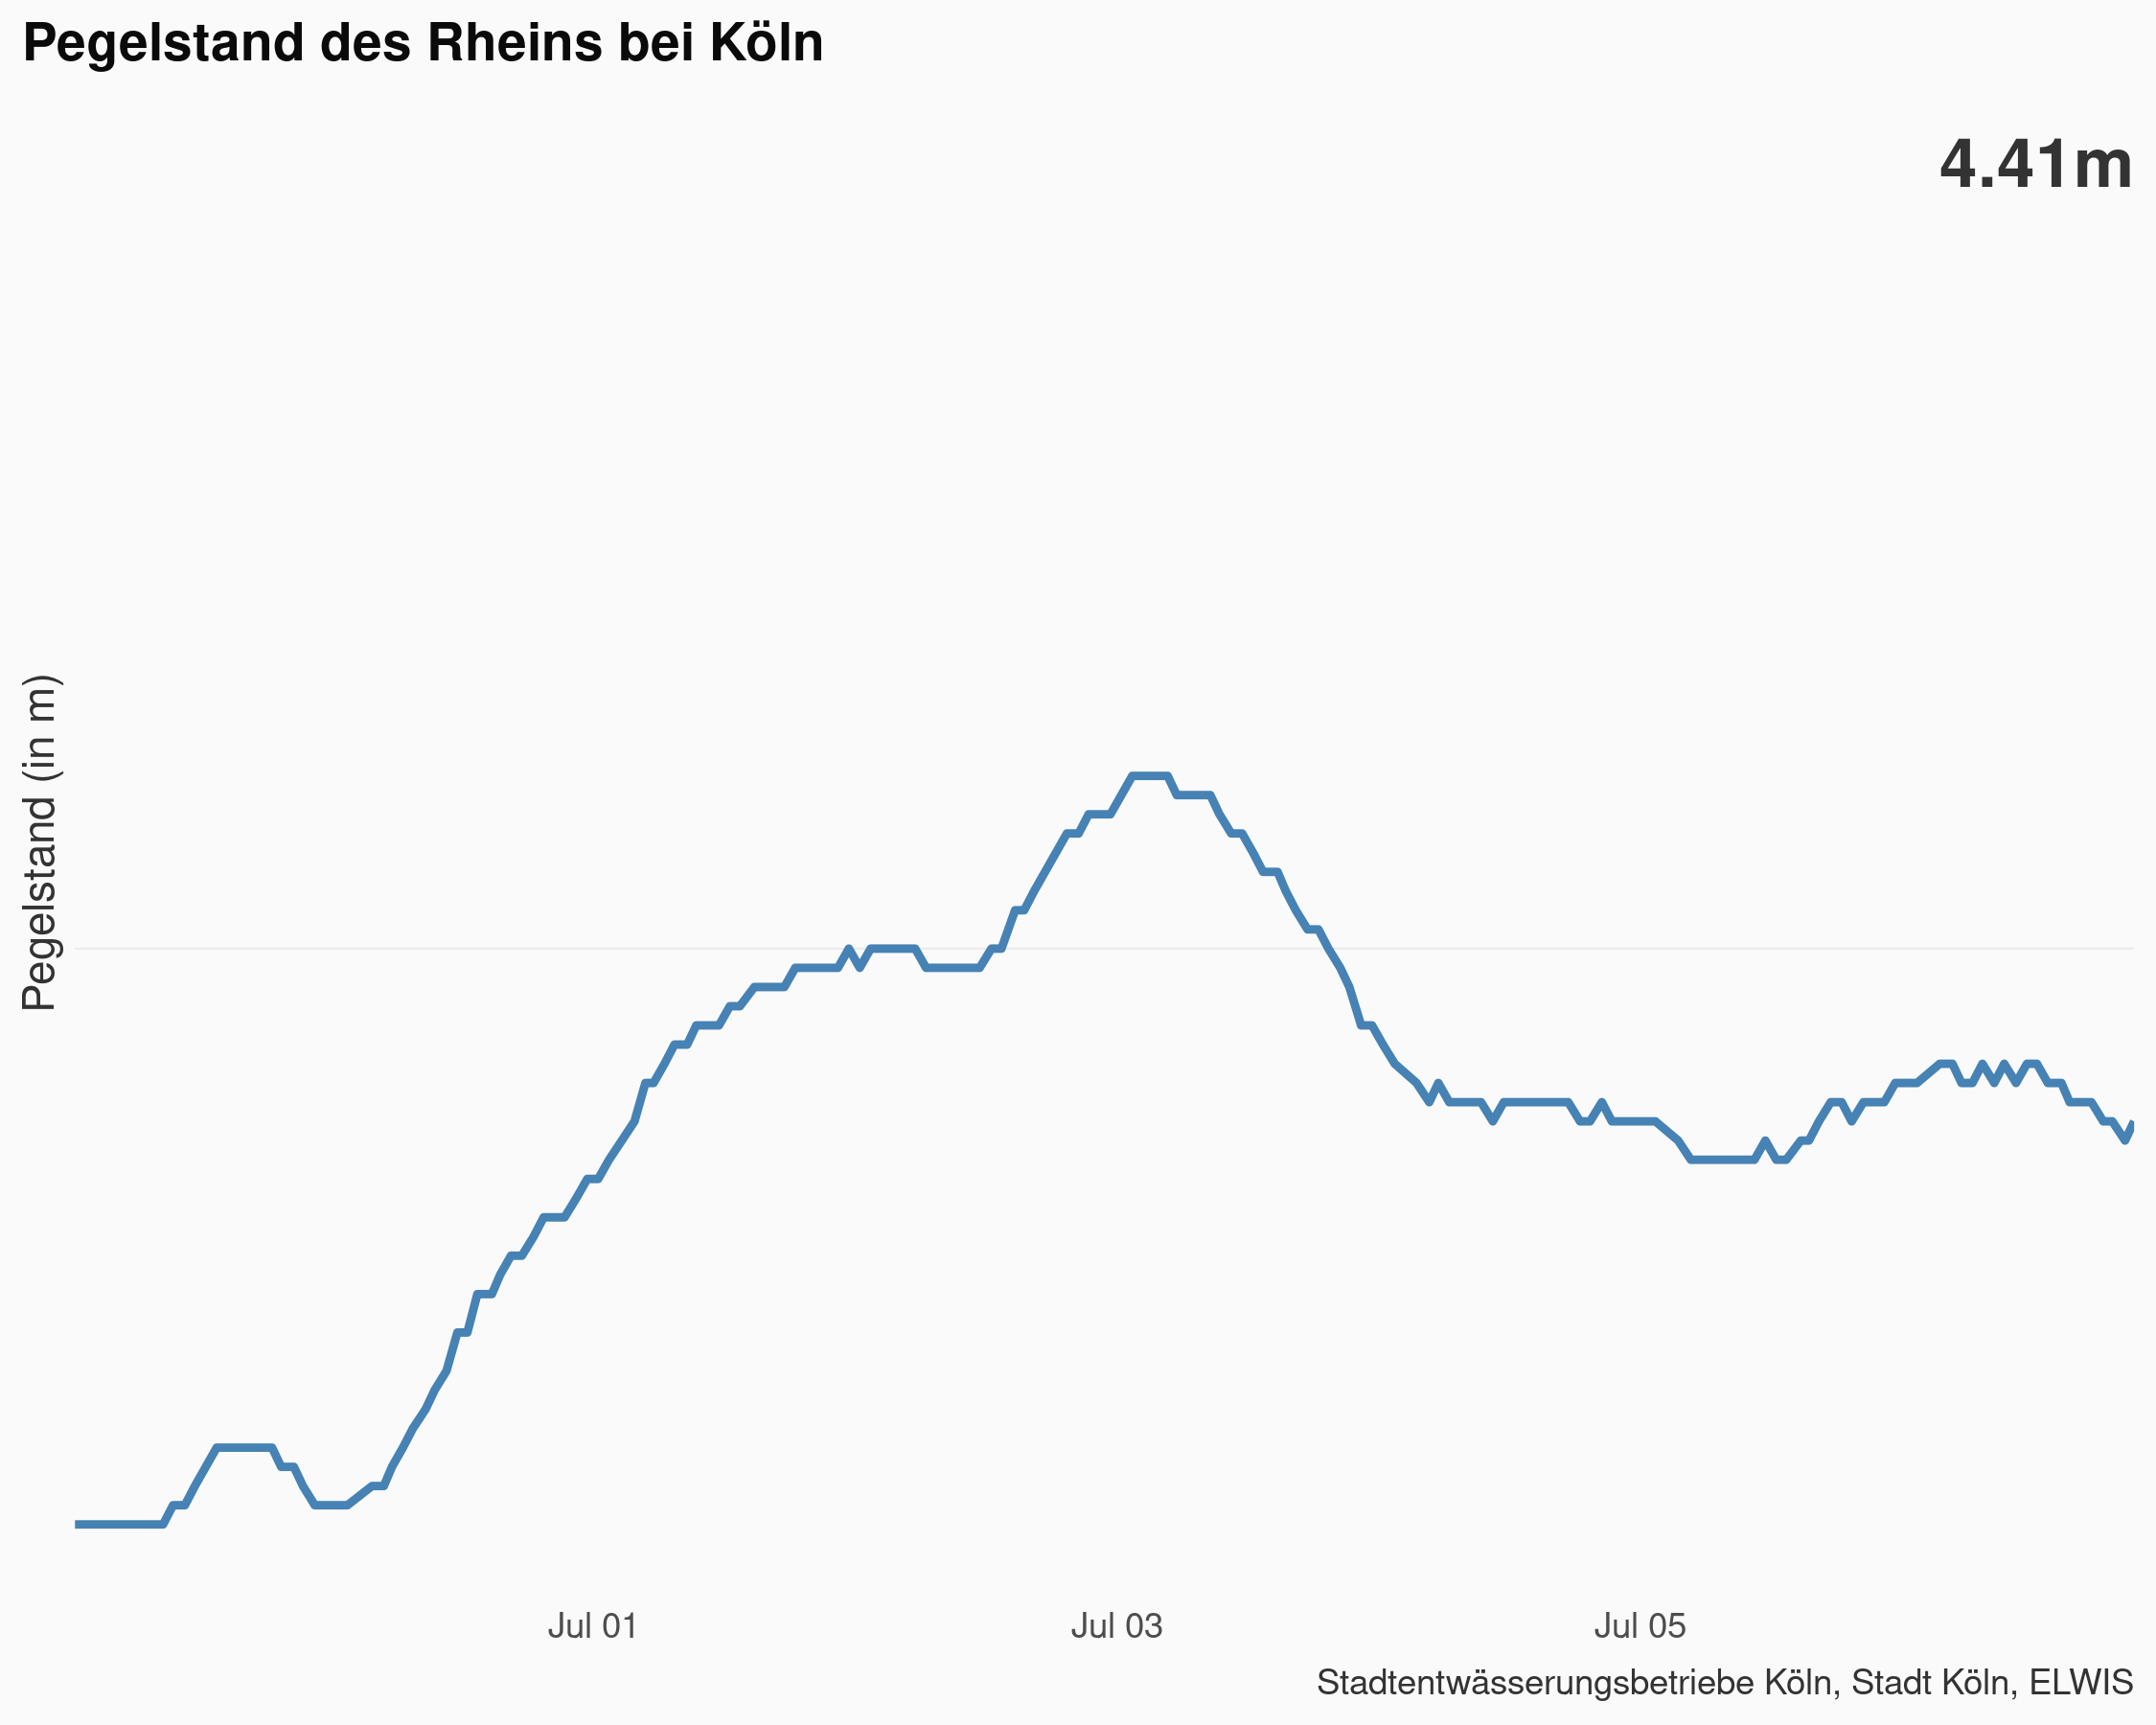 Pegelstand des Rheins bei Köln
4.41m
Pegelstand (in m)
Jul 01
Jul 03
Jul 05
Stadtentwässerungsbetriebe Köln, Stadt Köln, ELWIS